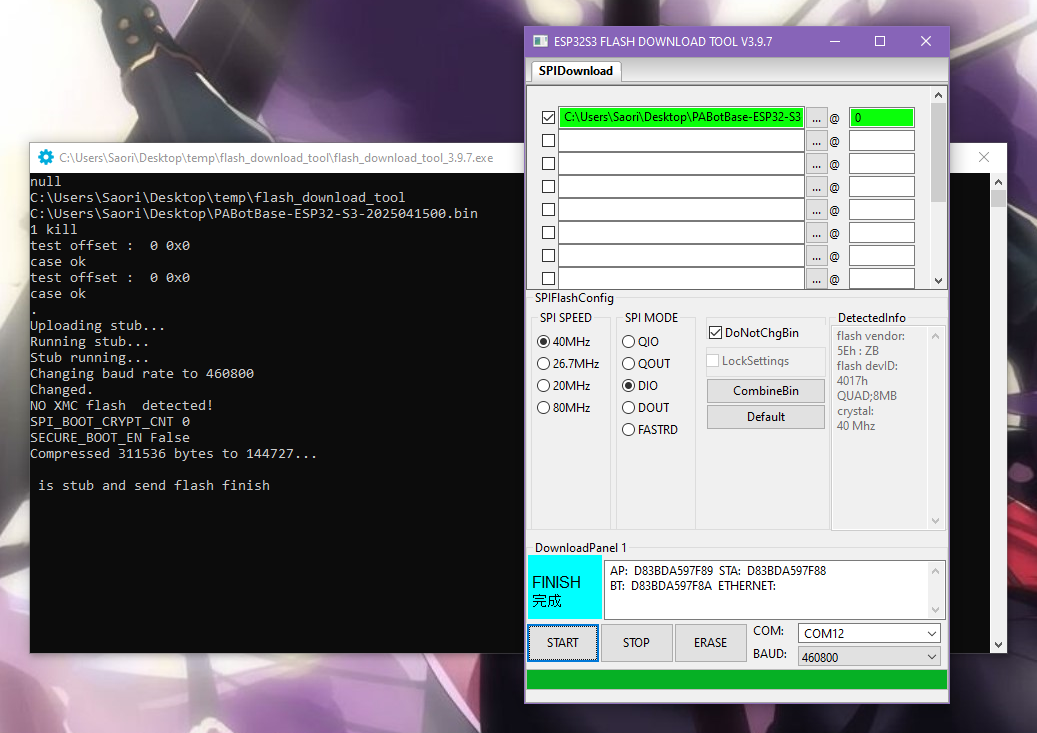 C:\Users\Saori\Desktop\temp\flash_download_tool\flash_download_tool_3.9.7.exe
null
C:\Users\Saori\Desktop\temp\flash_download_tool
C:\Users\Saori\Desktop\PABotBase-ESP32-S3-2025041500.bin
1 kill
test offset :  0 0x0
case ok
test offset :  0 0x0
case ok
.
Uploading stub...
Running stub...
Stub running...
Changing baud rate to 460800
Changed.
NO XMC flash  detected!
SPI_BOOT_CRYPT_CNT 0
SECURE_BOOT_EN False
Compressed 311536 bytes to 144727...
is stub and send flash finish
ESP32S3 FLASH DOWNLOAD TOOL V3.9.7
SPIDownload
C:\Users\Saori\Desktop\PABotBase-ESP32-S3 ... @ 0
... @
... @
... @
... @
... @
... @
... @
SPIFlashConfig
SPI SPEED
40MHz
26.7MHz
20MHz
80MHz
SPI MODE
QIO
QOUT
DIO
DOUT
FASTRD
DoNotChgBin
LockSettings
CombineBin
Default
DetectedInfo
flash vendor:
5Eh : ZB
flash devID:
4017h
QUAD;8MB
crystal:
40 Mhz
DownloadPanel 1
FINISH
完成
AP:  D83BDA597F89  STA:  D83BDA597F88
BT:  D83BDA597F8A  ETHERNET:
START
STOP
ERASE
COM: COM12
BAUD: 460800